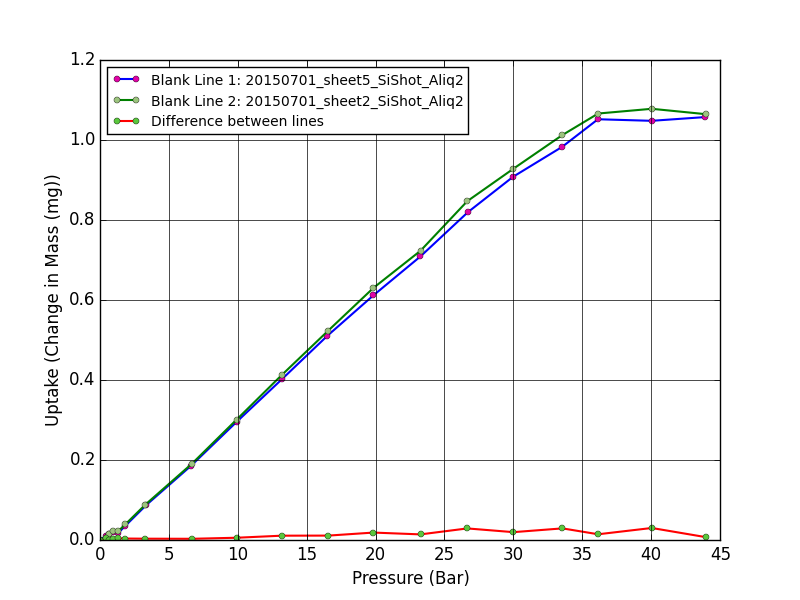 Blank Line 1: 20150701_sheet5_SiShot_Aliq2
Blank Line 2: 20150701_sheet2_SiShot_Aliq2
Difference between lines
Uptake (Change in Mass (mg))
1.2
1.0
0.8
0.6
0.4
0.2
0.0
0 5 10 15 20 25 30 35 40 45
Pressure (Bar)